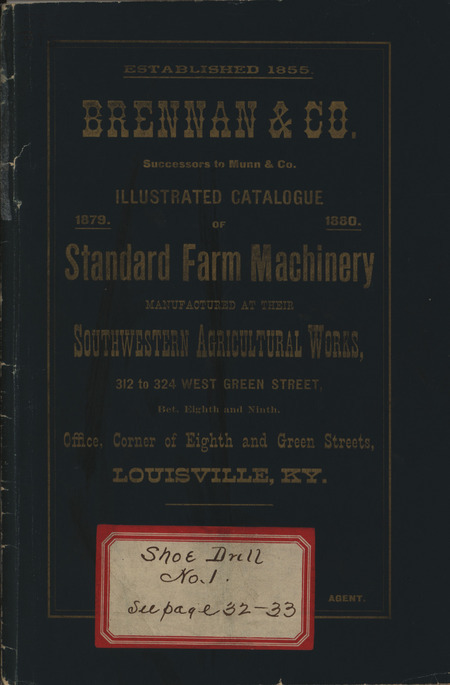 ESTABLISHED 1855.
BRENNAN & CO.
Successors to Munn & Co.
ILLUSTRATED CATALOGUE
1879. OF 1880.
Standard Farm Machinery
MANUFACTURED AT THEIR
SOUTHWESTERN AGRICULTURAL WORKS,
312 to 324 WEST GREEN STREET,
Bet. Eighth and Ninth.
Office, Corner of Eighth and Green Streets,
LOUISVILLE, KY.
Shoe Drill
No. 1.
See page 32-33
AGENT.